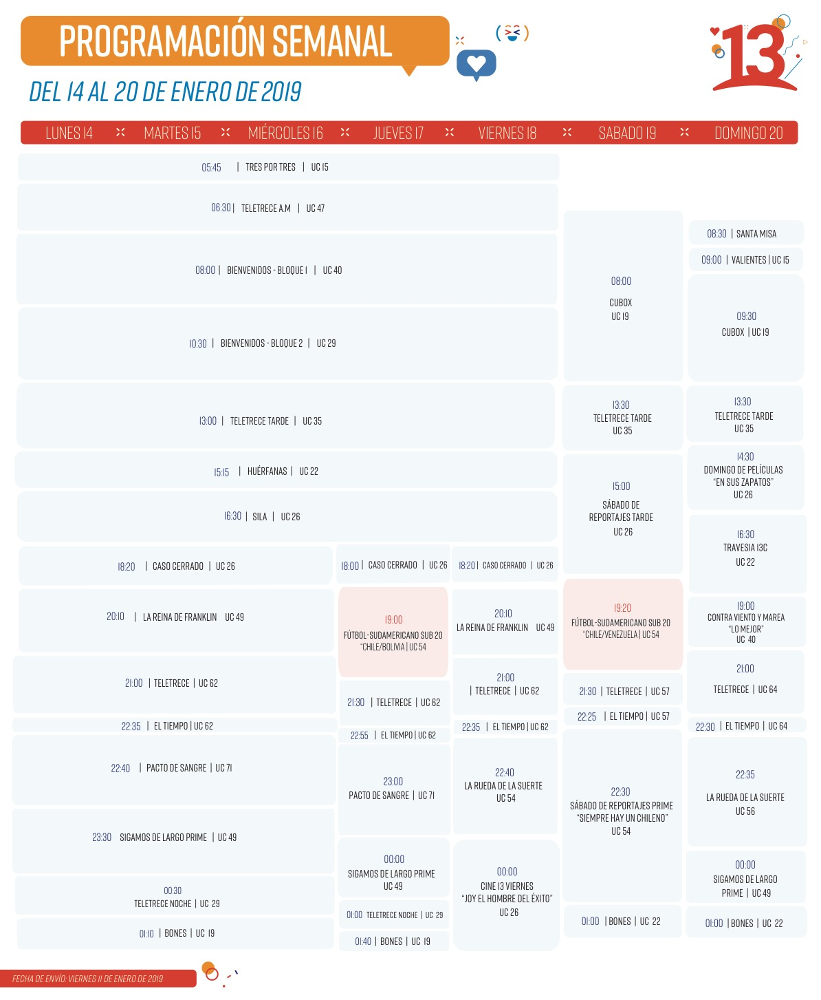 PROGRAMACIÓN SEMANAL
DEL 14 AL 20 DE ENERO DE 2019
13
LUNES 14 MARTES 15 MIÉRCOLES 16 JUEVES 17 VIERNES 18 SABADO 19 DOMINGO 20
05:45 | TRES POR TRES | UC 15
06:30 | TELETRECE A.M | UC 47
08:00 | BIENVENIDOS - BLOQUE 1 | UC 40
10:30 | BIENVENIDOS - BLOQUE 2 | UC 29
13:00 | TELETRECE TARDE | UC 35
15:15 | HUÉRFANAS | UC 22
16:30 | SILA | UC 26
18:20 | CASO CERRADO | UC 26
20:10 | LA REINA DE FRANKLIN UC 49
21:00 | TELETRECE | UC 62
22:35 | EL TIEMPO | UC 62
22:40 | PACTO DE SANGRE | UC 71
23:30 SIGAMOS DE LARGO PRIME | UC 49
00:30
TELETRECE NOCHE | UC 29
01:10 | BONES | UC 19
18:00 | CASO CERRADO | UC 26
19:00
FÚTBOL-SUDAMERICANO SUB 20
"CHILE/BOLIVIA | UC 54
21:30 | TELETRECE | UC 62
22:55 | EL TIEMPO | UC 62
23:00
PACTO DE SANGRE | UC 71
00:00
SIGAMOS DE LARGO PRIME
UC 49
01:00 TELETRECE NOCHE | UC 29
01:40 | BONES | UC 19
18:20 | CASO CERRADO | UC 26
20:10
LA REINA DE FRANKLIN UC 49
21:00
| TELETRECE | UC 62
22:35 | EL TIEMPO | UC 62
22:40
LA RUEDA DE LA SUERTE
UC 54
00:00
CINE 13 VIERNES
"JOY EL HOMBRE DEL ÉXITO"
UC 26
08:00
CUBOX
UC 19
13:30
TELETRECE TARDE
UC 35
15:00
SÁBADO DE
REPORTAJES TARDE
UC 26
19:20
FÚTBOL-SUDAMERICANO SUB 20
"CHILE/VENEZUELA | UC 54
21:30 | TELETRECE | UC 57
22:25 | EL TIEMPO | UC 57
22:30
SÁBADO DE REPORTAJES PRIME
"SIEMPRE HAY UN CHILENO"
UC 54
01:00 | BONES | UC 22
08:30 | SANTA MISA
09:00 | VALIENTES | UC 15
09:30
CUBOX | UC 19
13:30
TELETRECE TARDE
UC 35
14:30
DOMINGO DE PELÍCULAS
"EN SUS ZAPATOS"
UC 26
16:30
TRAVESIA 13C
UC 22
19:00
CONTRA VIENTO Y MAREA
"LO MEJOR"
UC 40
21:00
TELETRECE | UC 64
22:30 | EL TIEMPO | UC 64
22:35
LA RUEDA DE LA SUERTE
UC 56
00:00
SIGAMOS DE LARGO
PRIME | UC 49
01:00 | BONES | UC 22
FECHA DE ENVÍO: VIERNES 11 DE ENERO DE 2019